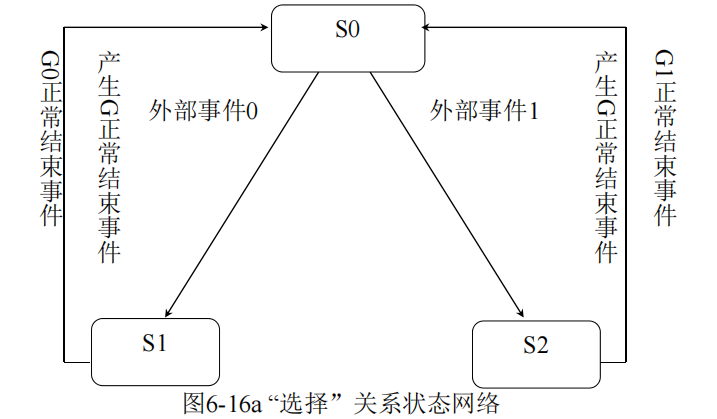 S0
G0正常结束事件
产生G正常结束事件
外部事件0
外部事件1
产生G正常结束事件
G1正常结束事件
S1
S2
图6-16a “选择”关系状态网络